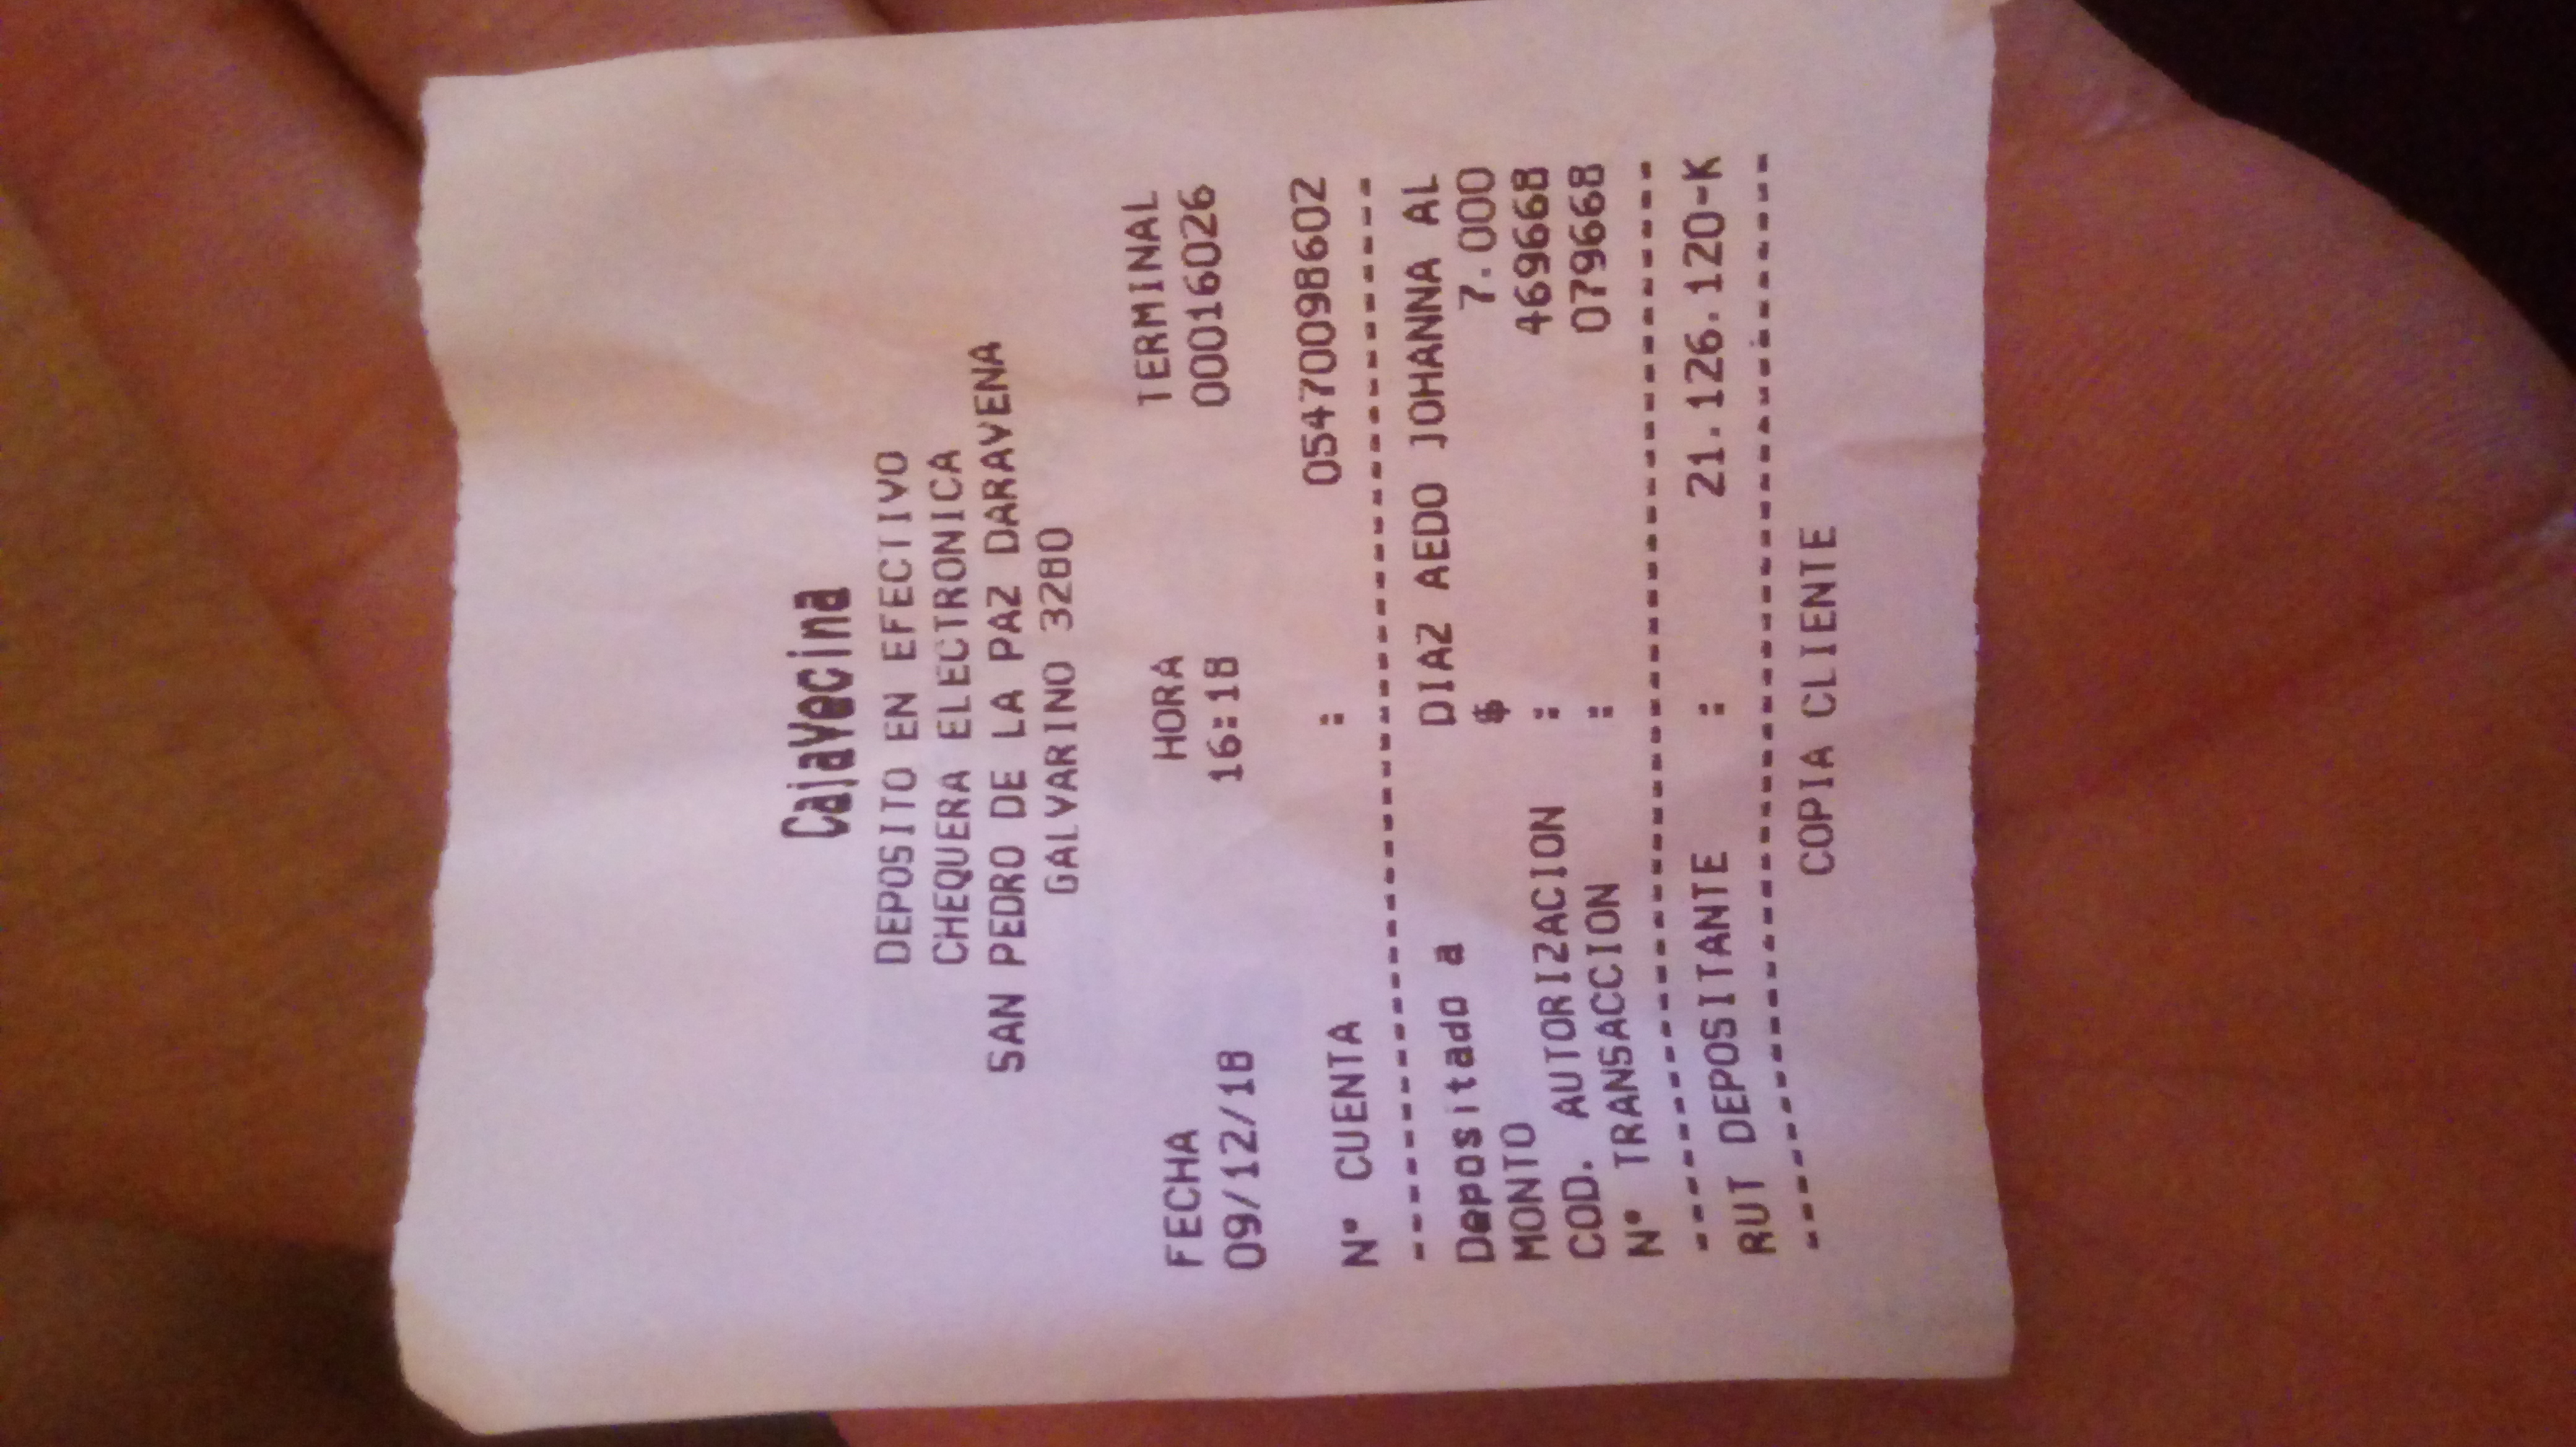 CajaVecina
DEPOSITO EN EFECTIVO
CHEQUERA ELECTRONICA
SAN PEDRO DE LA PAZ DARAVENA
GALVARINO 3280
FECHA HORA TERMINAL
09/12/18 16:18 00016026
N° CUENTA : 05470098602
Depositado a DIAZ AEDO JOHANNA AL
MONTO $ 7.000
COD. AUTORIZACION : 469668
N° TRANSACCION : 079668
RUT DEPOSITANTE : 21.126.120-K
COPIA CLIENTE